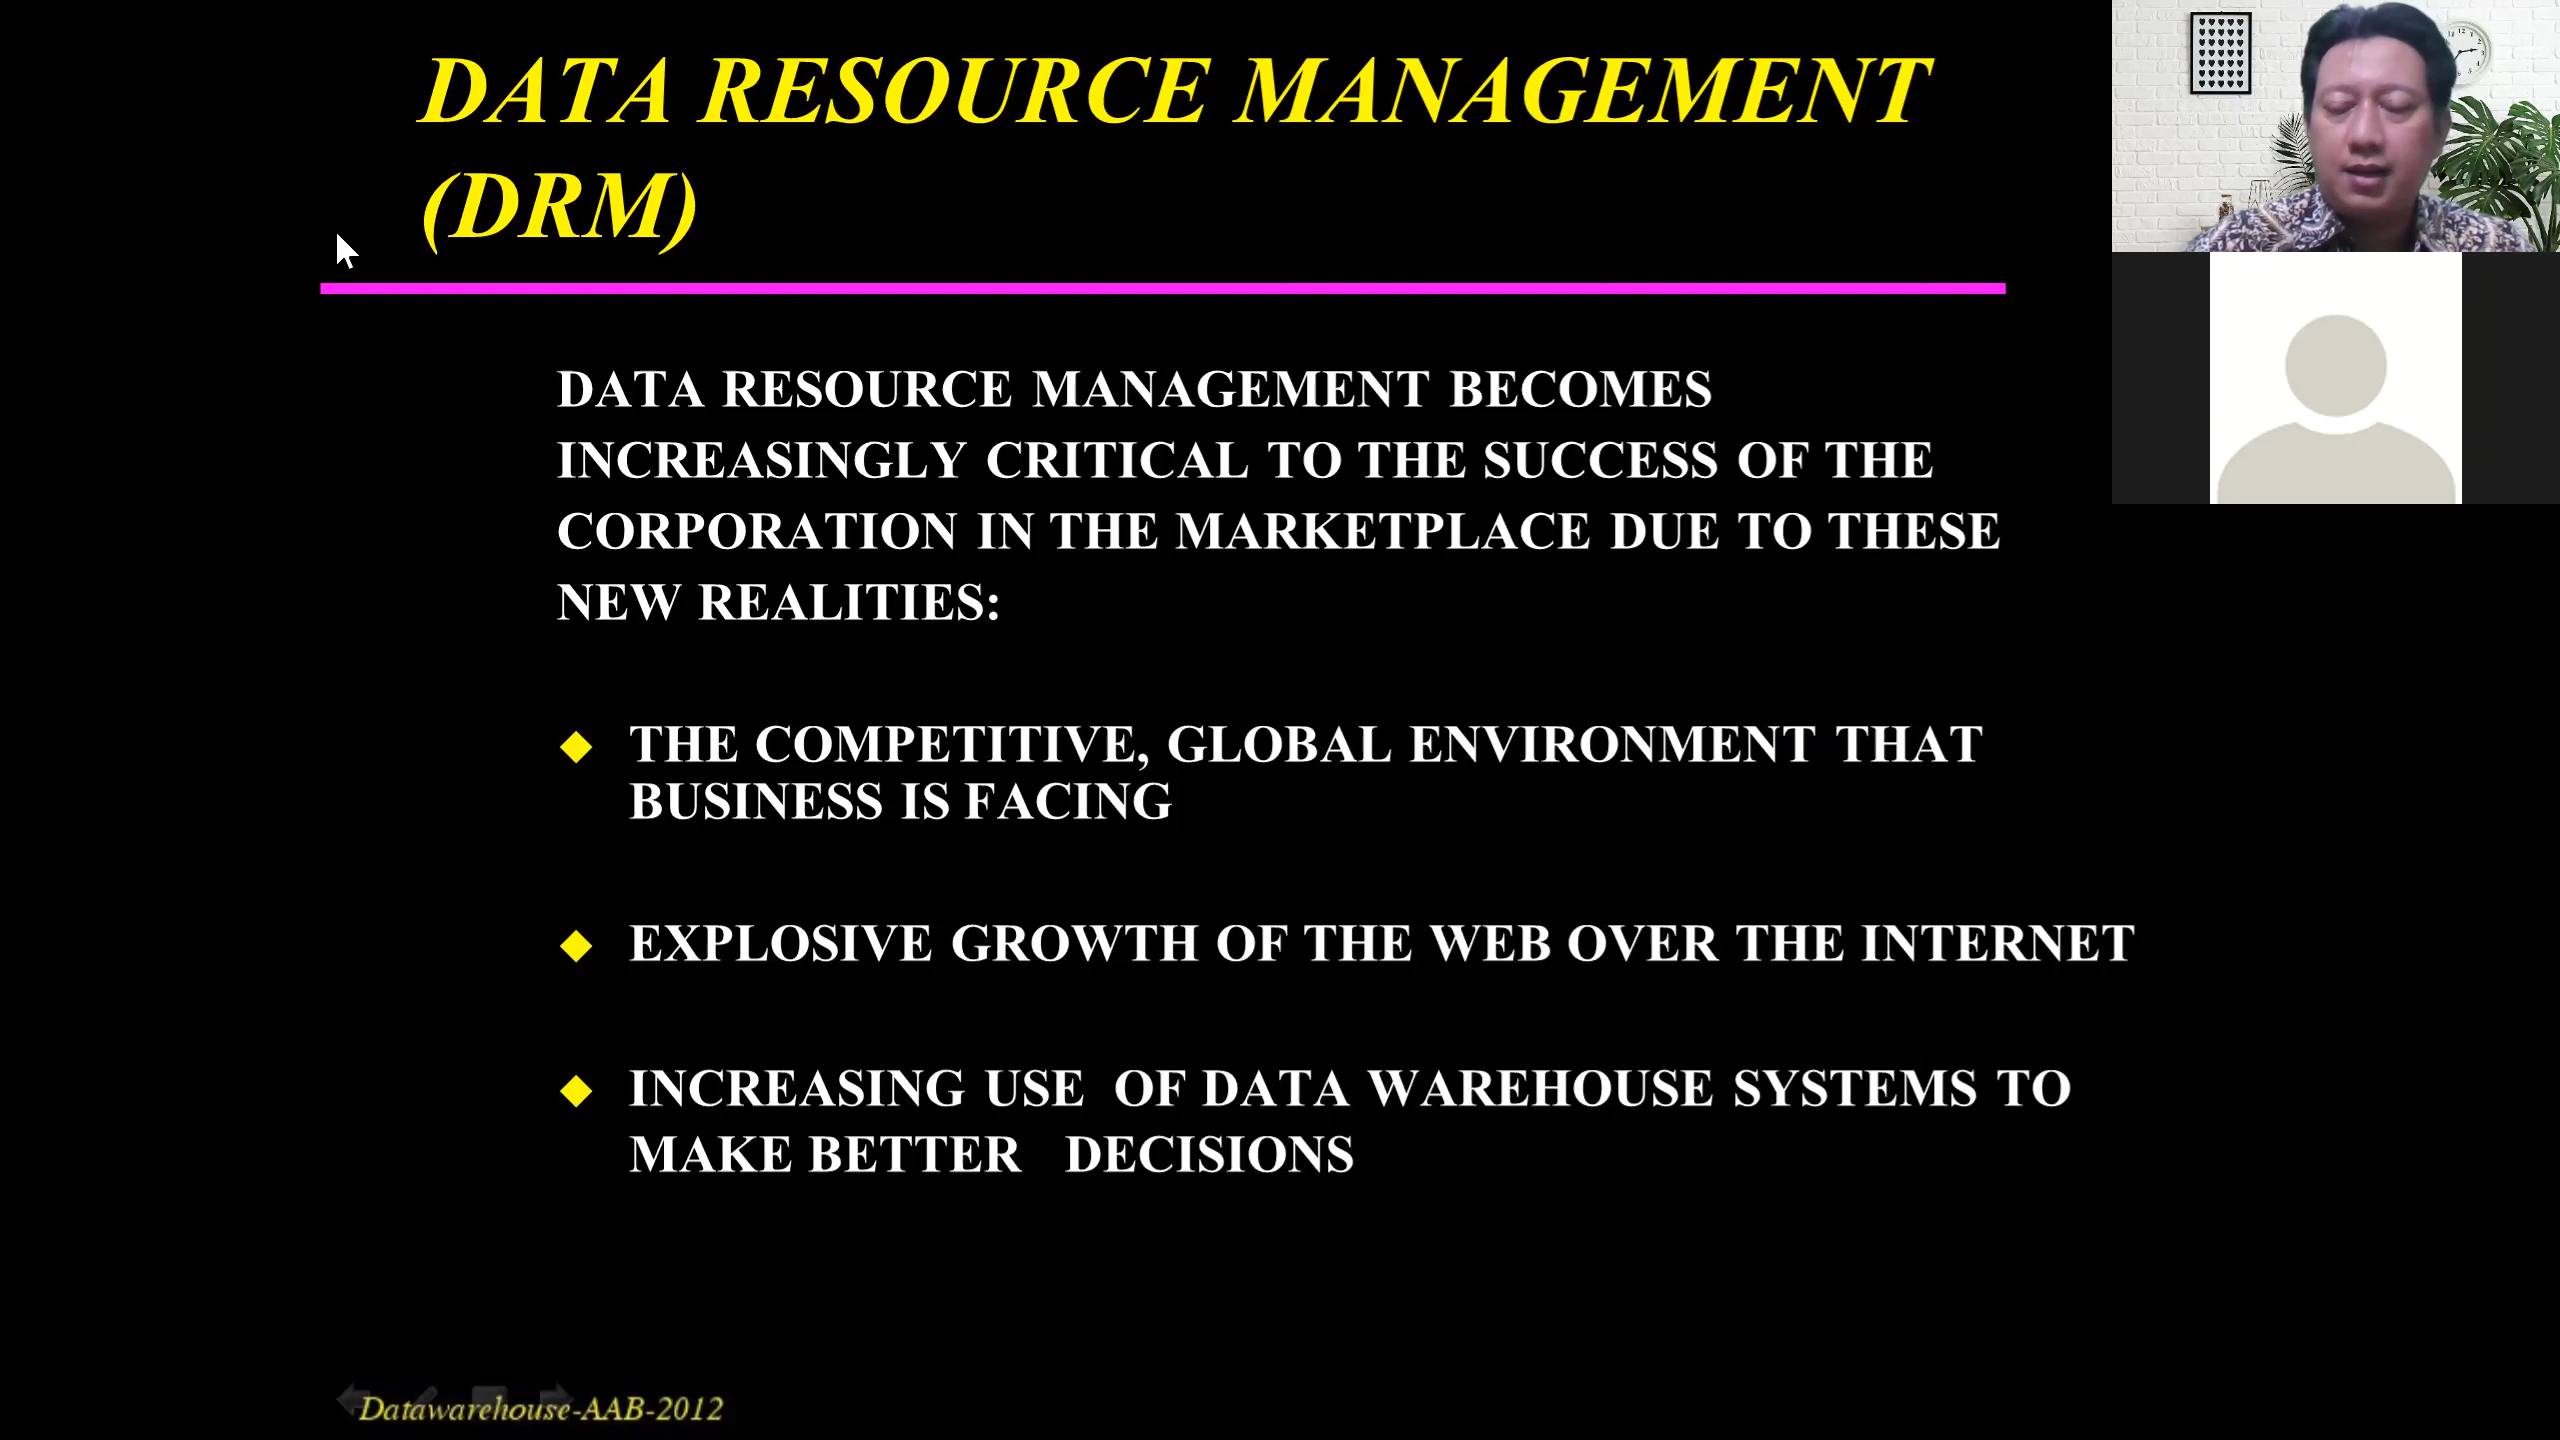 DATA RESOURCE MANAGEMENT
(DRM)
DATA RESOURCE MANAGEMENT BECOMES
INCREASINGLY CRITICAL TO THE SUCCESS OF THE
CORPORATION IN THE MARKETPLACE DUE TO THESE
NEW REALITIES:
THE COMPETITIVE, GLOBAL ENVIRONMENT THAT
BUSINESS IS FACING
EXPLOSIVE GROWTH OF THE WEB OVER THE INTERNET
INCREASING USE OF DATA WAREHOUSE SYSTEMS TO
MAKE BETTER DECISIONS
Datawarehouse-AAB-2012